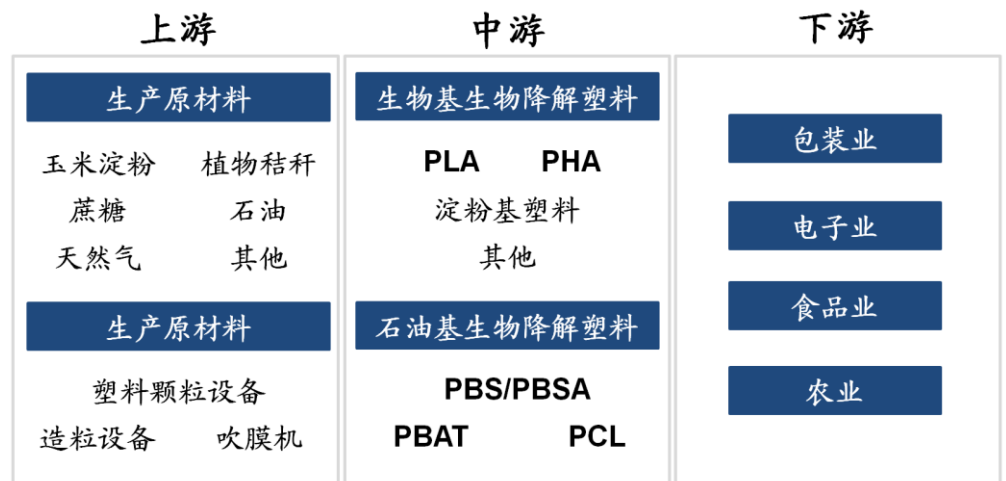 上游
生产原材料
玉米淀粉 植物秸秆
蔗糖 石油
天然气 其他
生产原材料
塑料颗粒设备
造粒设备 吹膜机
中游
生物基生物降解塑料
PLA PHA
淀粉基塑料
其他
石油基生物降解塑料
PBS/PBSA
PBAT PCL
下游
包装业
电子业
食品业
农业